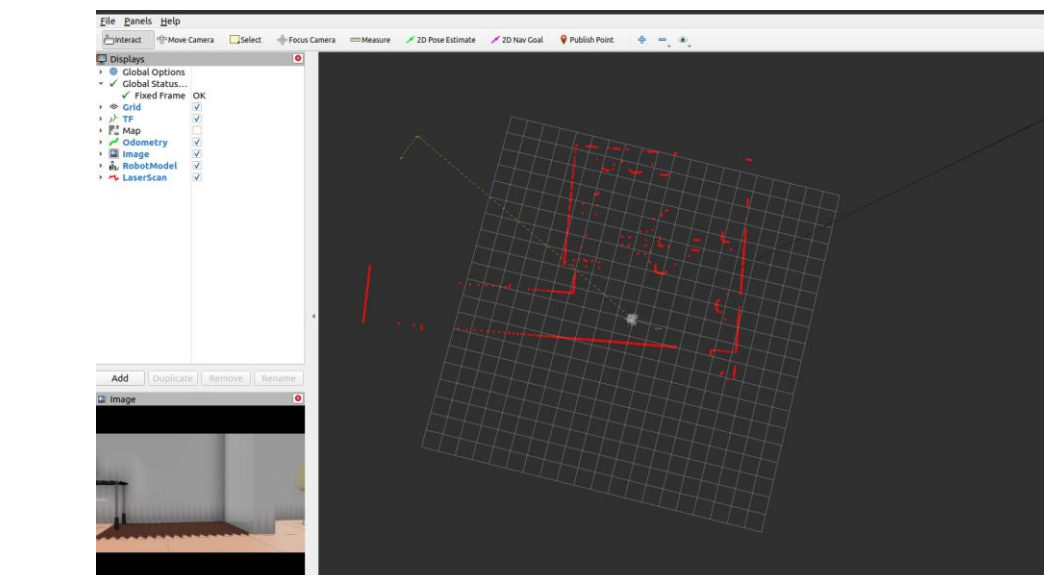 File Panels Help
Interact Move Camera Select Focus Camera Measure 2D Pose Estimate 2D Nav Goal Publish Point
Displays
Global Options
Global Status...
Fixed Frame OK
Grid
TF
Map
Odometry
Image
RobotModel
LaserScan
Add Duplicate Remove Rename
Image